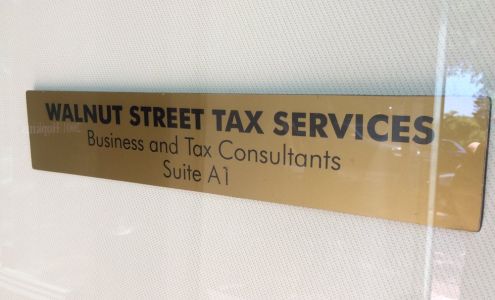 WALNUT STREET TAX SERVICES
Business and Tax Consultants
Suite A1